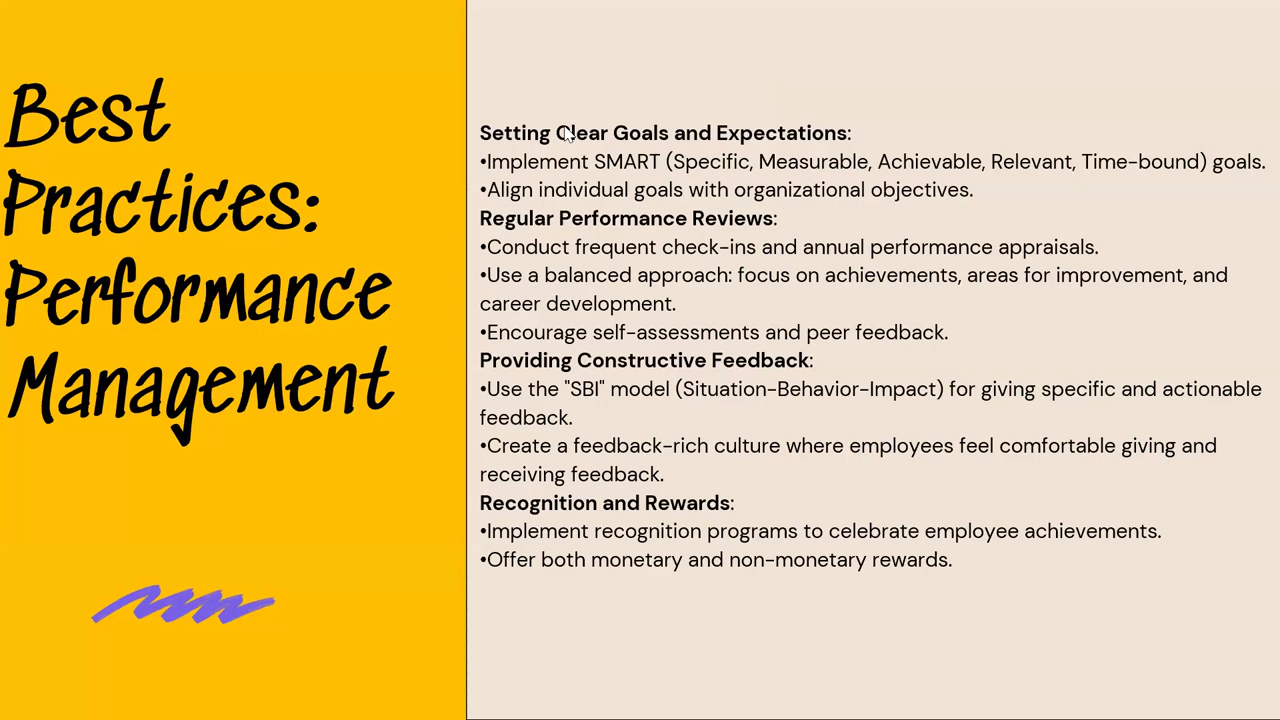 Best
Practices:
Performance
Management
Setting Clear Goals and Expectations:
•Implement SMART (Specific, Measurable, Achievable, Relevant, Time-bound) goals.
•Align individual goals with organizational objectives.
Regular Performance Reviews:
•Conduct frequent check-ins and annual performance appraisals.
•Use a balanced approach: focus on achievements, areas for improvement, and
career development.
•Encourage self-assessments and peer feedback.
Providing Constructive Feedback:
•Use the "SBI" model (Situation-Behavior-Impact) for giving specific and actionable
feedback.
•Create a feedback-rich culture where employees feel comfortable giving and
receiving feedback.
Recognition and Rewards:
•Implement recognition programs to celebrate employee achievements.
•Offer both monetary and non-monetary rewards.